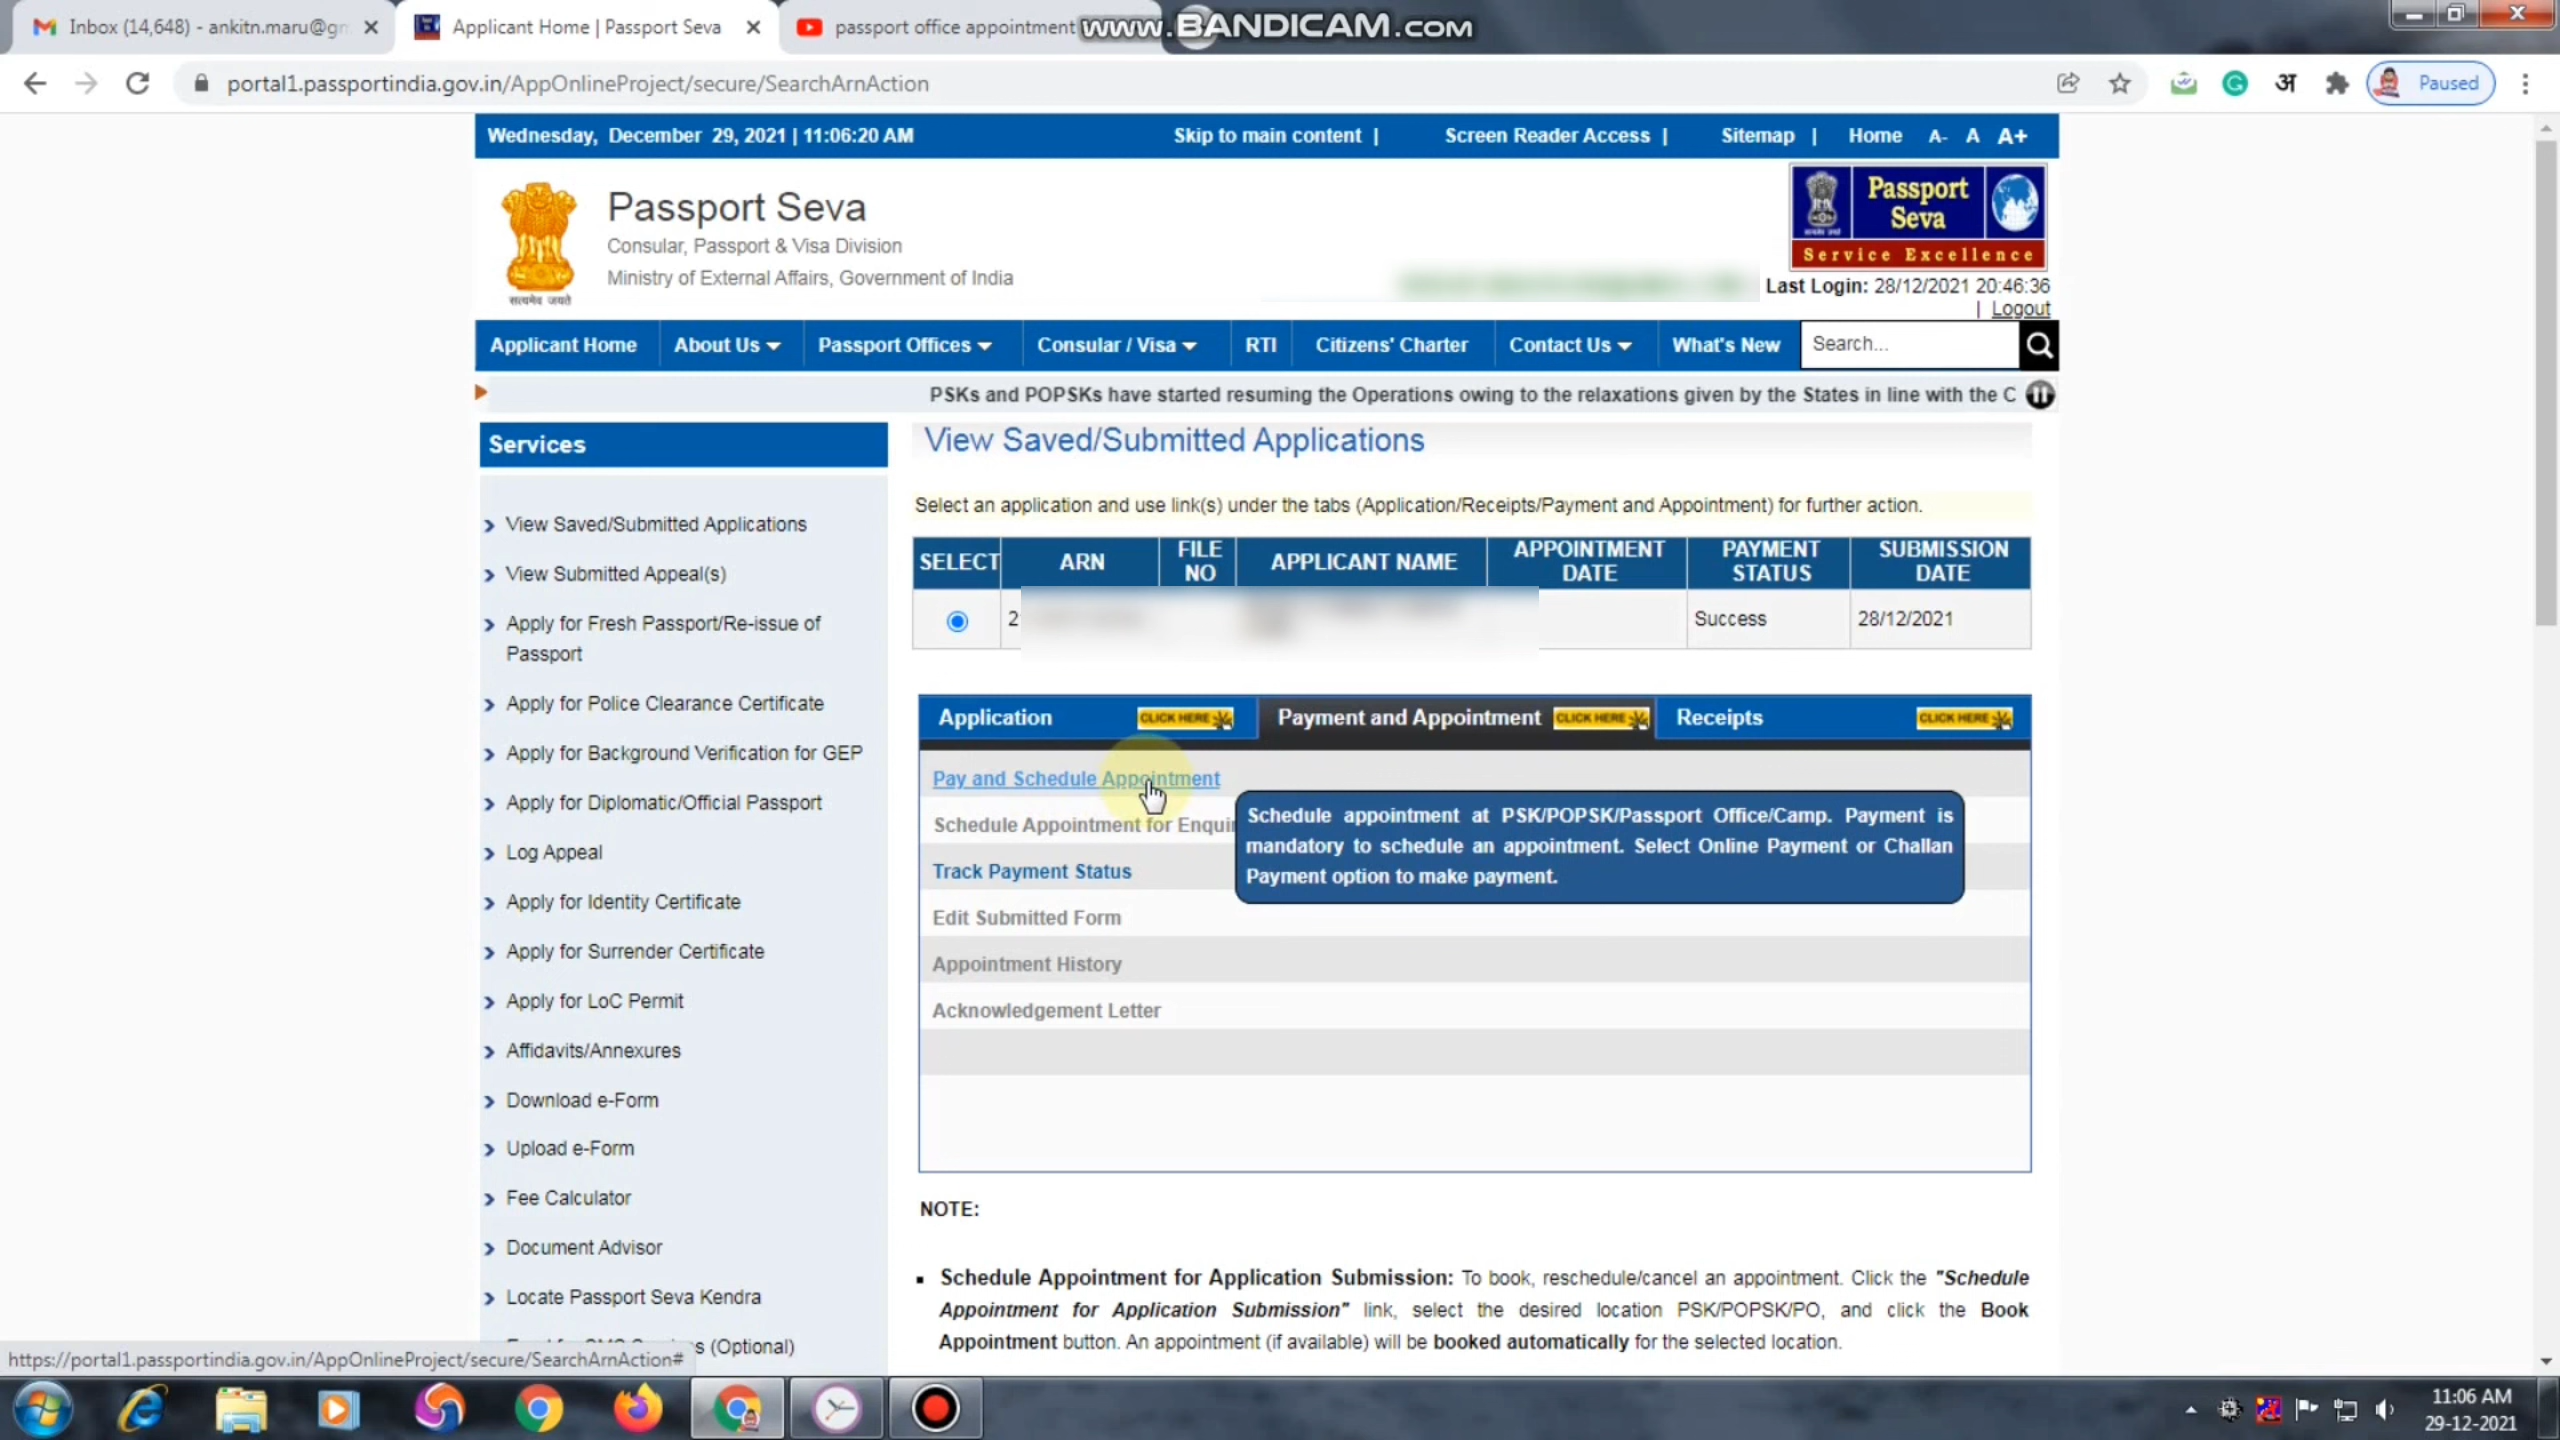 Inbox (14,648) - ankitn.maru@gm
Applicant Home | Passport Seva
passport office appointment
www.BANDICAM.com
portal1.passportindia.gov.in/AppOnlineProject/secure/SearchArnAction
अ
Paused
Wednesday, December 29, 2021 | 11:06:20 AM
Skip to main content |
Screen Reader Access |
Sitemap |
Home
A- A A+
सत्यमेव जयते
Passport Seva
Consular, Passport & Visa Division
Ministry of External Affairs, Government of India
Passport
Seva
Service Excellence
Last Login: 28/12/2021 20:46:36
| Logout
Applicant Home
About Us
Passport Offices
Consular / Visa
RTI
Citizens' Charter
Contact Us
What's New
Search...
PSKs and POPSKs have started resuming the Operations owing to the relaxations given by the States in line with the C
Services
View Saved/Submitted Applications
View Submitted Appeal(s)
Apply for Fresh Passport/Re-issue of
Passport
Apply for Police Clearance Certificate
Apply for Background Verification for GEP
Apply for Diplomatic/Official Passport
Log Appeal
Apply for Identity Certificate
Apply for Surrender Certificate
Apply for LoC Permit
Affidavits/Annexures
Download e-Form
Upload e-Form
Fee Calculator
Document Advisor
Locate Passport Seva Kendra
s (Optional)
View Saved/Submitted Applications
Select an application and use link(s) under the tabs (Application/Receipts/Payment and Appointment) for further action.
SELECT
ARN
FILE
NO
APPLICANT NAME
APPOINTMENT
DATE
PAYMENT
STATUS
SUBMISSION
DATE
2
Success
28/12/2021
Application
CLICK HERE
Payment and Appointment
CLICK HERE
Receipts
CLICK HERE
Pay and Schedule Appointment
Schedule Appointment for Enquir
Track Payment Status
Edit Submitted Form
Appointment History
Acknowledgement Letter
Schedule appointment at PSK/POPSK/Passport Office/Camp. Payment is
mandatory to schedule an appointment. Select Online Payment or Challan
Payment option to make payment.
NOTE:
Schedule Appointment for Application Submission: To book, reschedule/cancel an appointment. Click the "Schedule
Appointment for Application Submission" link, select the desired location PSK/POPSK/PO, and click the Book
Appointment button. An appointment (if available) will be booked automatically for the selected location.
https://portal1.passportindia.gov.in/AppOnlineProject/secure/SearchArnAction#
11:06 AM
29-12-2021